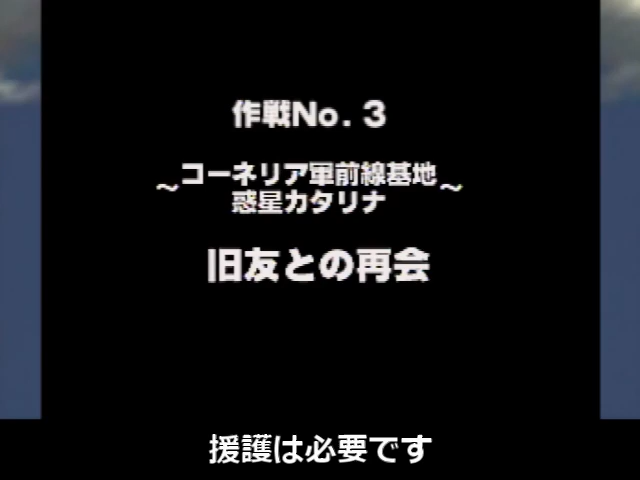 作戦No. 3
~コーネリア軍前線基地~
惑星カタリナ
旧友との再会
援護は必要です